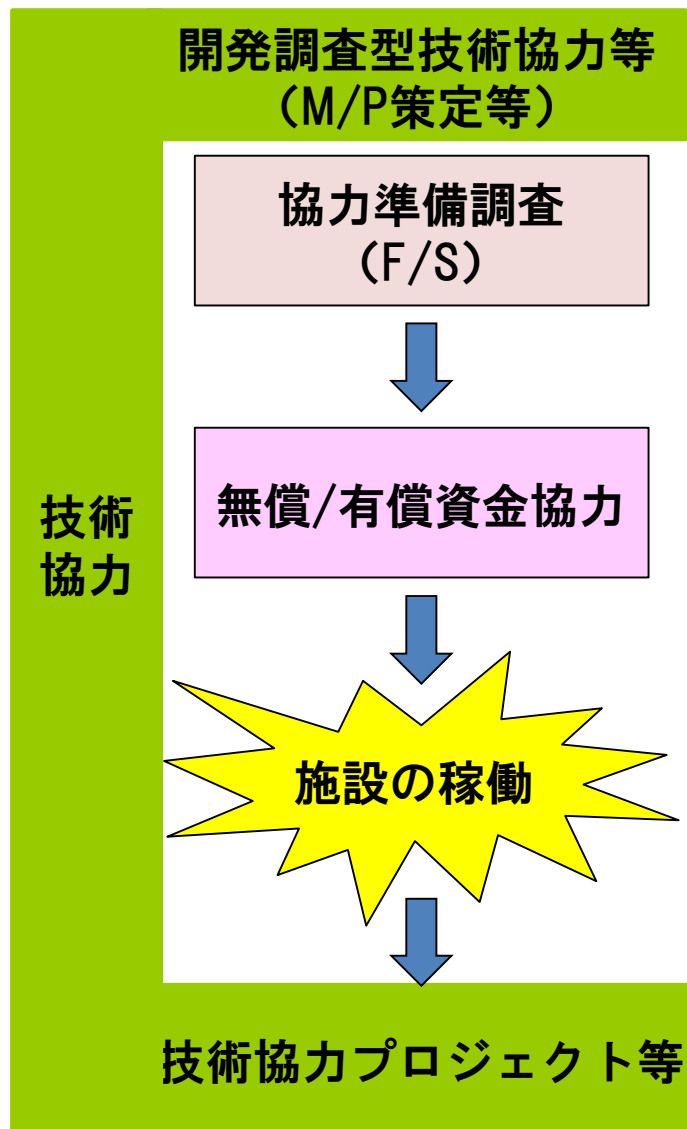 開発調査型技術協力等
（M/P策定等）
協力準備調査
（F/S）
無償/有償資金協力
技術
協力
施設の稼働
技術協力プロジェクト等